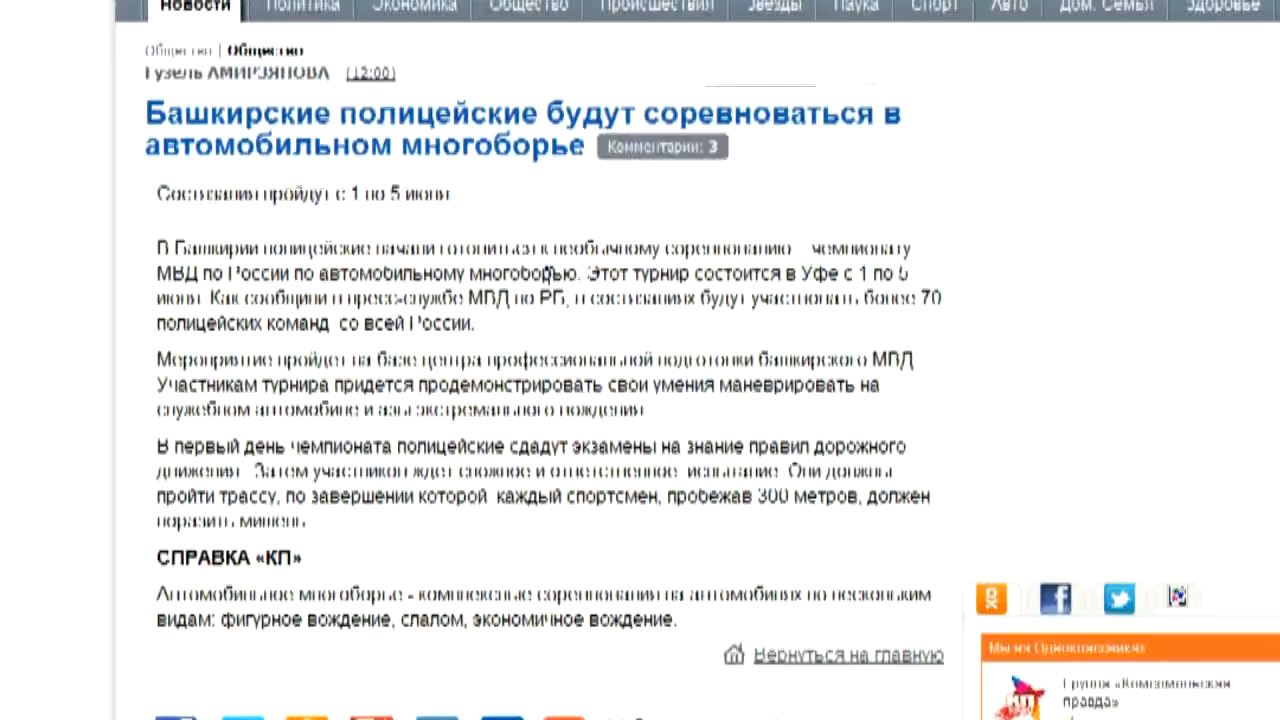 Новости Политика Экономика Общество Происшествия Звезды Наука Спорт Авто Дом. Семья Здоровье
Общество | Общество
Гузель АМИРЗЯНОВА (12:00)
Башкирские полицейские будут соревноваться в
автомобильном многоборье Комментарии: 3
Состязания пройдут с 1 по 5 июня
В Башкирии полицейские начали готовиться к необычному соревнованию – чемпионату
МВД по России по автомобильному многоборью. Этот турнир состоится в Уфе с 1 по 5
июня. Как сообщили в пресс-службе МВД по РБ, в состязаниях будут участвовать более 70
полицейских команд со всей России.
Мероприятие пройдет на базе центра профессиональной подготовки башкирского МВД
Участникам турнира придется продемонстрировать свои умения маневрировать на
служебном автомобиле и азы экстремального вождения
В первый день чемпионата полицейские сдадут экзамены на знание правил дорожного
движения. Затем участников ждет сложное и ответственное испытание. Они должны
пройти трассу, по завершении которой каждый спортсмен, пробежав 300 метров, должен
поразить мишень.
СПРАВКА «КП»
Автомобильное многоборье - комплексные соревнования на автомобилях по нескольким
видам: фигурное вождение, слалом, экономичное вождение.
Вернуться на главную
Мы на Одноклассниках
Группа «Комсомольская
правда»